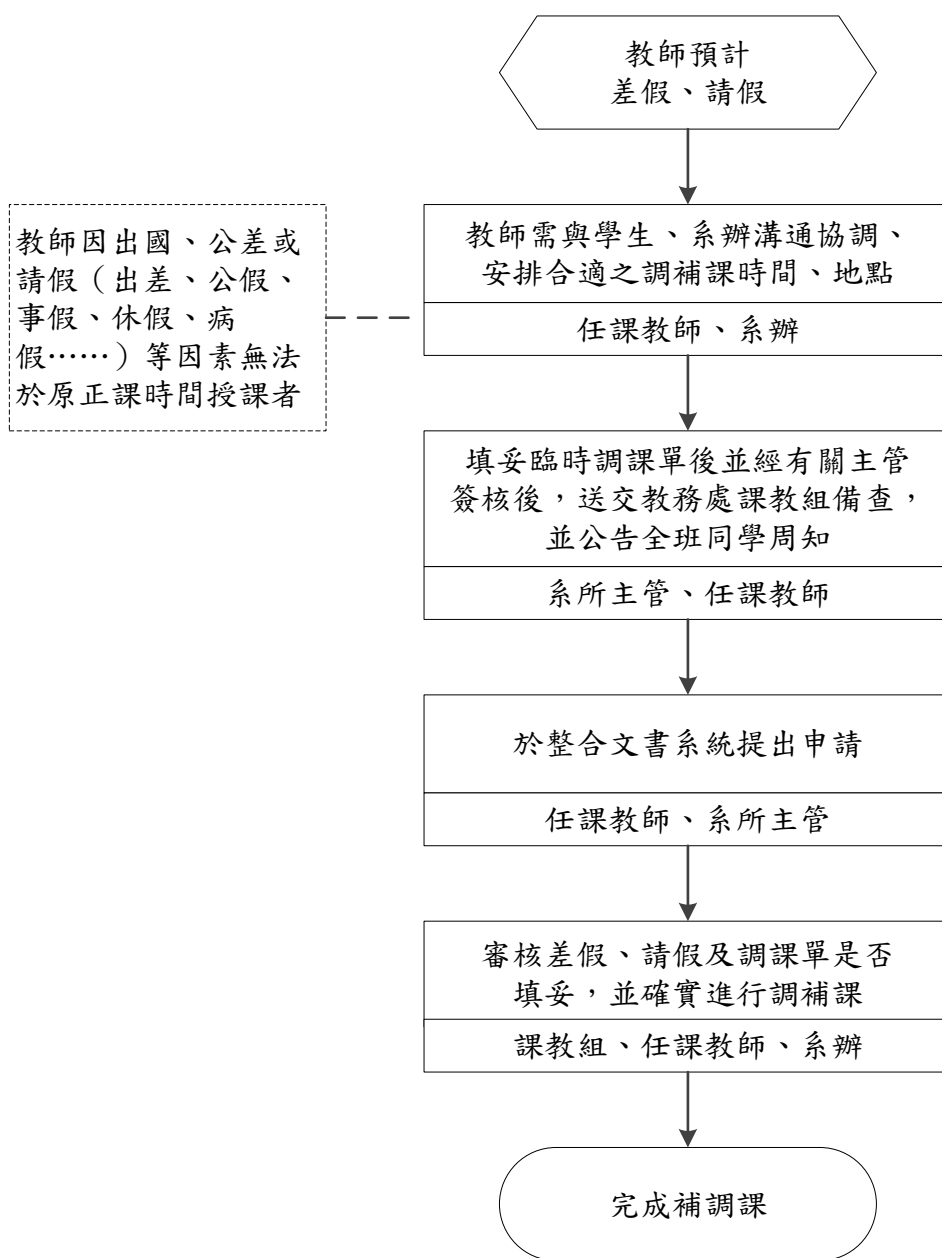 教師預計
差假、請假
教師因出國、公差或
請假（出差、公假、
事假、休假、病
假……）等因素無法
於原正課時間授課者
教師需與學生、系辦溝通協調、
安排合適之調補課時間、地點
任課教師、系辦
填妥臨時調課單後並經有關主管
簽核後，送交教務處課教組備查，
並公告全班同學周知
系所主管、任課教師
於整合文書系統提出申請
任課教師、系所主管
審核差假、請假及調課單是否
填妥，並確實進行調補課
課教組、任課教師、系辦
完成補調課